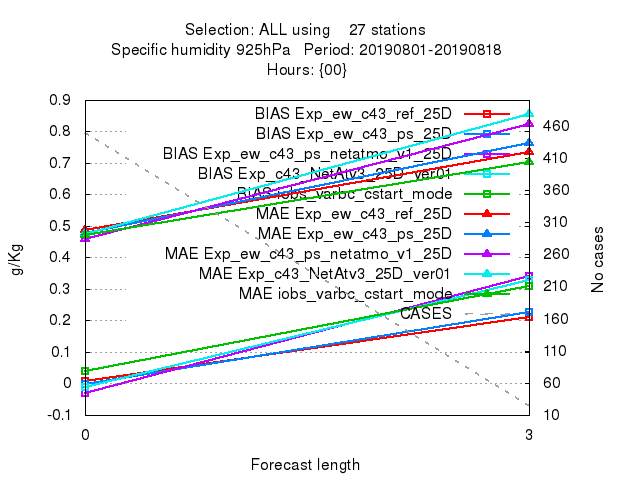 Selection: ALL using 27 stations
Specific humidity 925hPa Period: 20190801-20190818
Hours: {00}
BIAS Exp_ew_c43_ref_25D
BIAS Exp_ew_c43_ps_25D
BIAS Exp_ew_c43_ps_netatmo_v1_25D
BIAS Exp_c43_NetAtv3_25D_ver01
BIAS iobs_varbc_cstart_mode
MAE Exp_ew_c43_ref_25D
MAE Exp_ew_c43_ps_25D
MAE Exp_ew_c43_ps_netatmo_v1_25D
MAE Exp_c43_NetAtv3_25D_ver01
MAE iobs_varbc_cstart_mode
CASES
0.9
0.8
0.7
0.6
0.5
0.4
0.3
0.2
0.1
0
-0.1
g/Kg
460
410
360
310
260
210
160
110
60
10
No cases
0 3
Forecast length